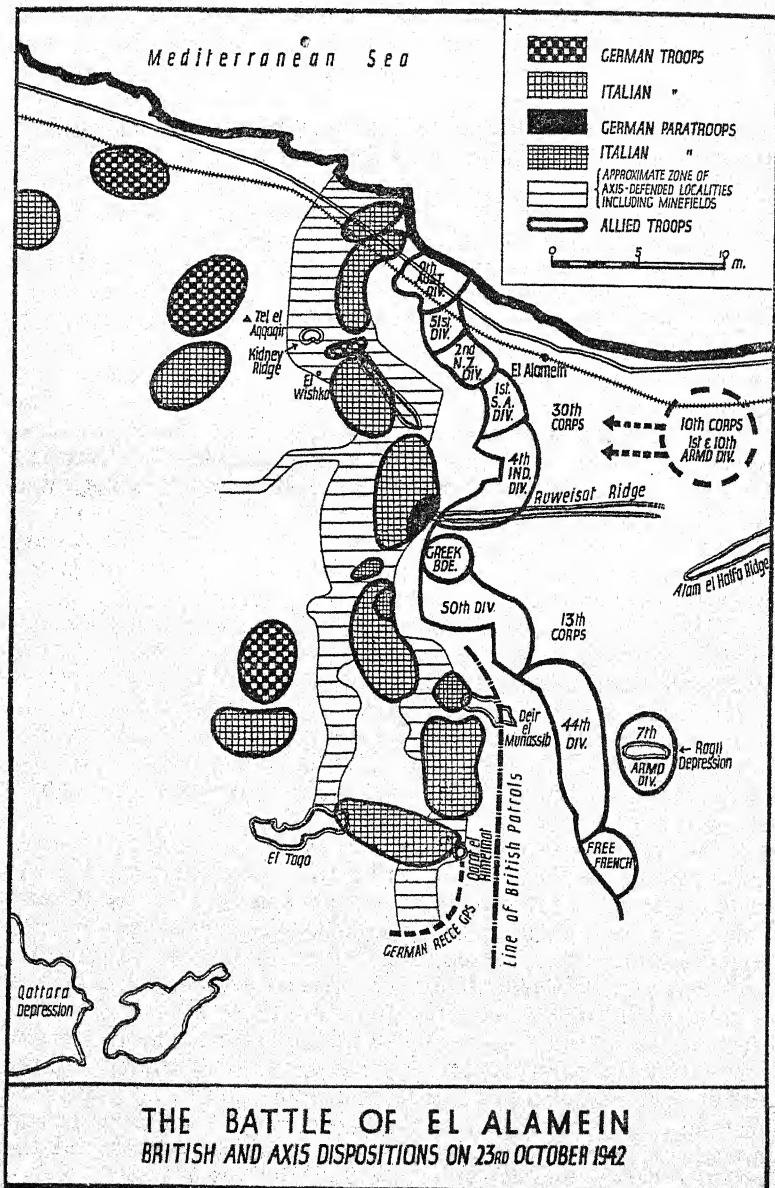 Mediterranean Sea
GERMAN TROOPS
ITALIAN "
GERMAN PARATROOPS
ITALIAN "
APPROXIMATE ZONE OF
AXIS-DEFENDED LOCALITIES
INCLUDING MINEFIELDS
ALLIED TROOPS
0 5 10
m.
9th
AUST.
DIV.
51st.
DIV.
2nd
N.Z.
DIV.
El Alamein
1st.
S.A.
DIV.
30th
CORPS
10TH CORPS
1st & 10th
ARMD DIV.
4th
IND.
DIV.
Tel el
Aqqaqir
Kidney
Ridge
El
Wishka
Ruweisat Ridge
Alam el Halfa Ridge
GREEK
BDE.
50th DIV.
13th
CORPS
Deir
el
Munassib
44th
DIV.
7th
ARMD
DIV.
Ragil
Depression
FREE
FRENCH
El Taqa
Qaret el
Himeimat
GERMAN RECCE GPS
Line of British Patrols
Qattara
Depression
THE BATTLE OF EL ALAMEIN
BRITISH AND AXIS DISPOSITIONS ON 23RD OCTOBER 1942